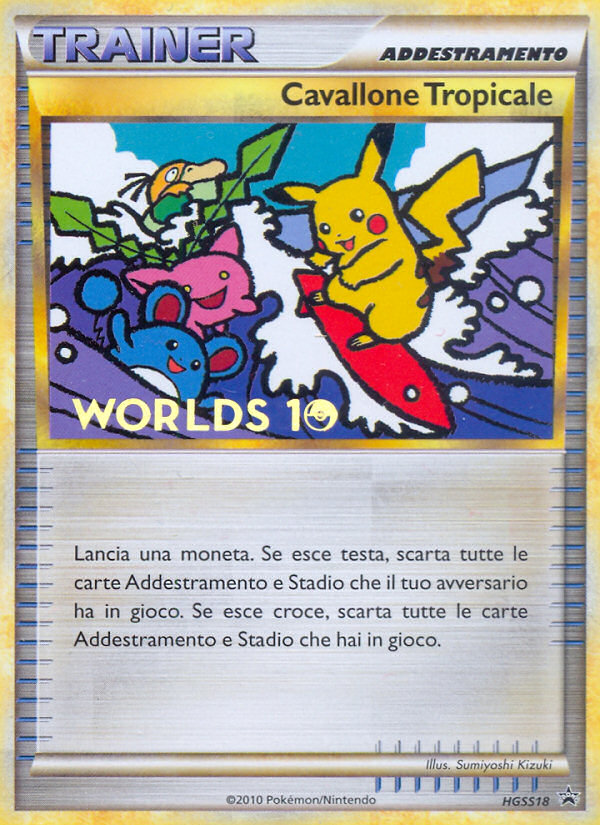 TRAINER
ADDESTRAMENTO
Cavallone Tropicale
WORLDS 10
Lancia una moneta. Se esce testa, scarta tutte le
carte Addestramento e Stadio che il tuo avversario
ha in gioco. Se esce croce, scarta tutte le carte
Addestramento e Stadio che hai in gioco.
Illus. Sumiyoshi Kizuki
©2010 Pokémon/Nintendo
HGSS18